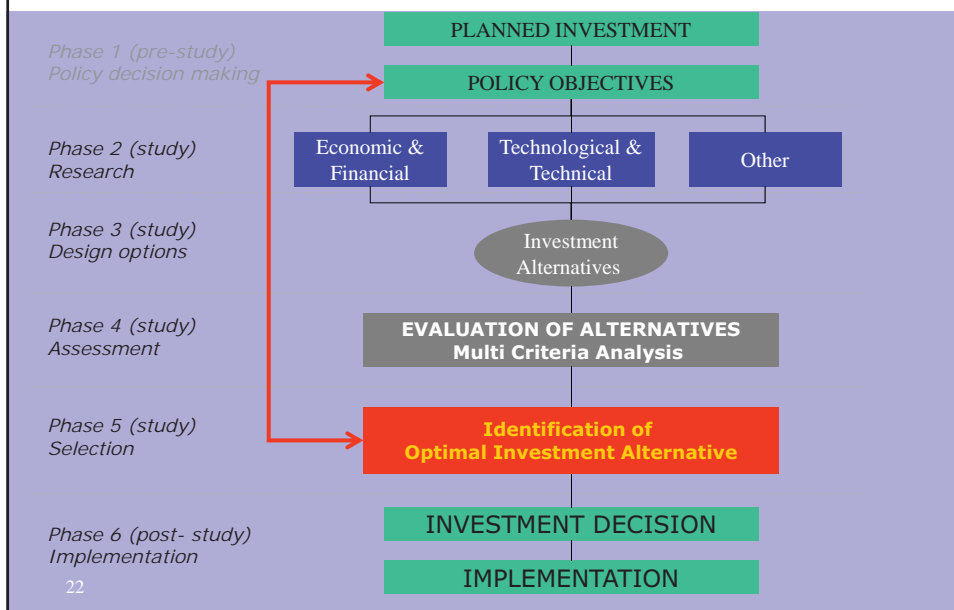 PLANNED INVESTMENT
Phase 1 (pre-study)
Policy decision making
POLICY OBJECTIVES
Phase 2 (study)
Research
Economic &
Financial
Technological &
Technical
Other
Phase 3 (study)
Design options
Investment
Alternatives
Phase 4 (study)
Assessment
EVALUATION OF ALTERNATIVES
Multi Criteria Analysis
Phase 5 (study)
Selection
Identification of
Optimal Investment Alternative
Phase 6 (post- study)
Implementation
INVESTMENT DECISION
IMPLEMENTATION
22